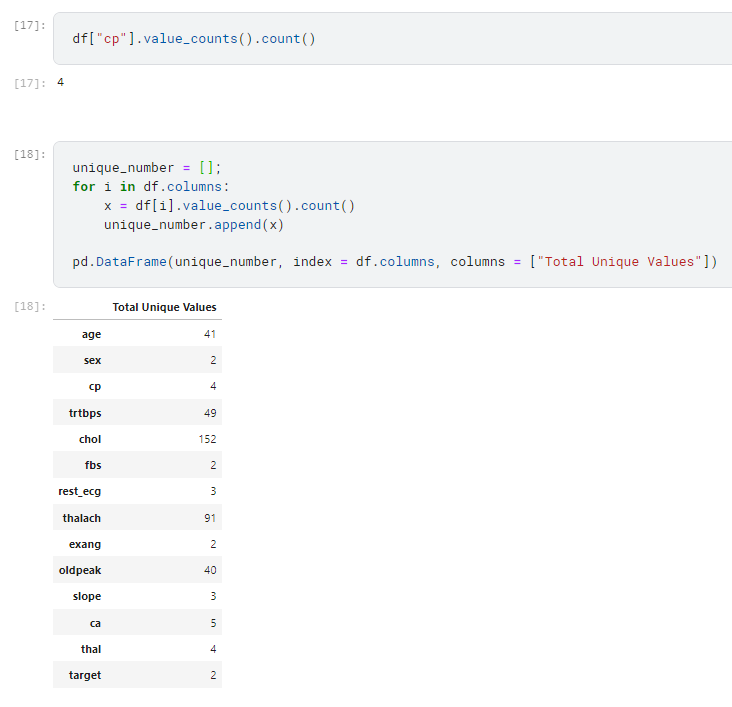 [17]:
df["cp"].value_counts().count()
[17]: 4
[18]:
unique_number = [];
for i in df.columns:
    x = df[i].value_counts().count()
    unique_number.append(x)
pd.DataFrame(unique_number, index = df.columns, columns = ["Total Unique Values"])
[18]:
Total Unique Values
age 41
sex 2
cp 4
trtbps 49
chol 152
fbs 2
rest_ecg 3
thalach 91
exang 2
oldpeak 40
slope 3
ca 5
thal 4
target 2